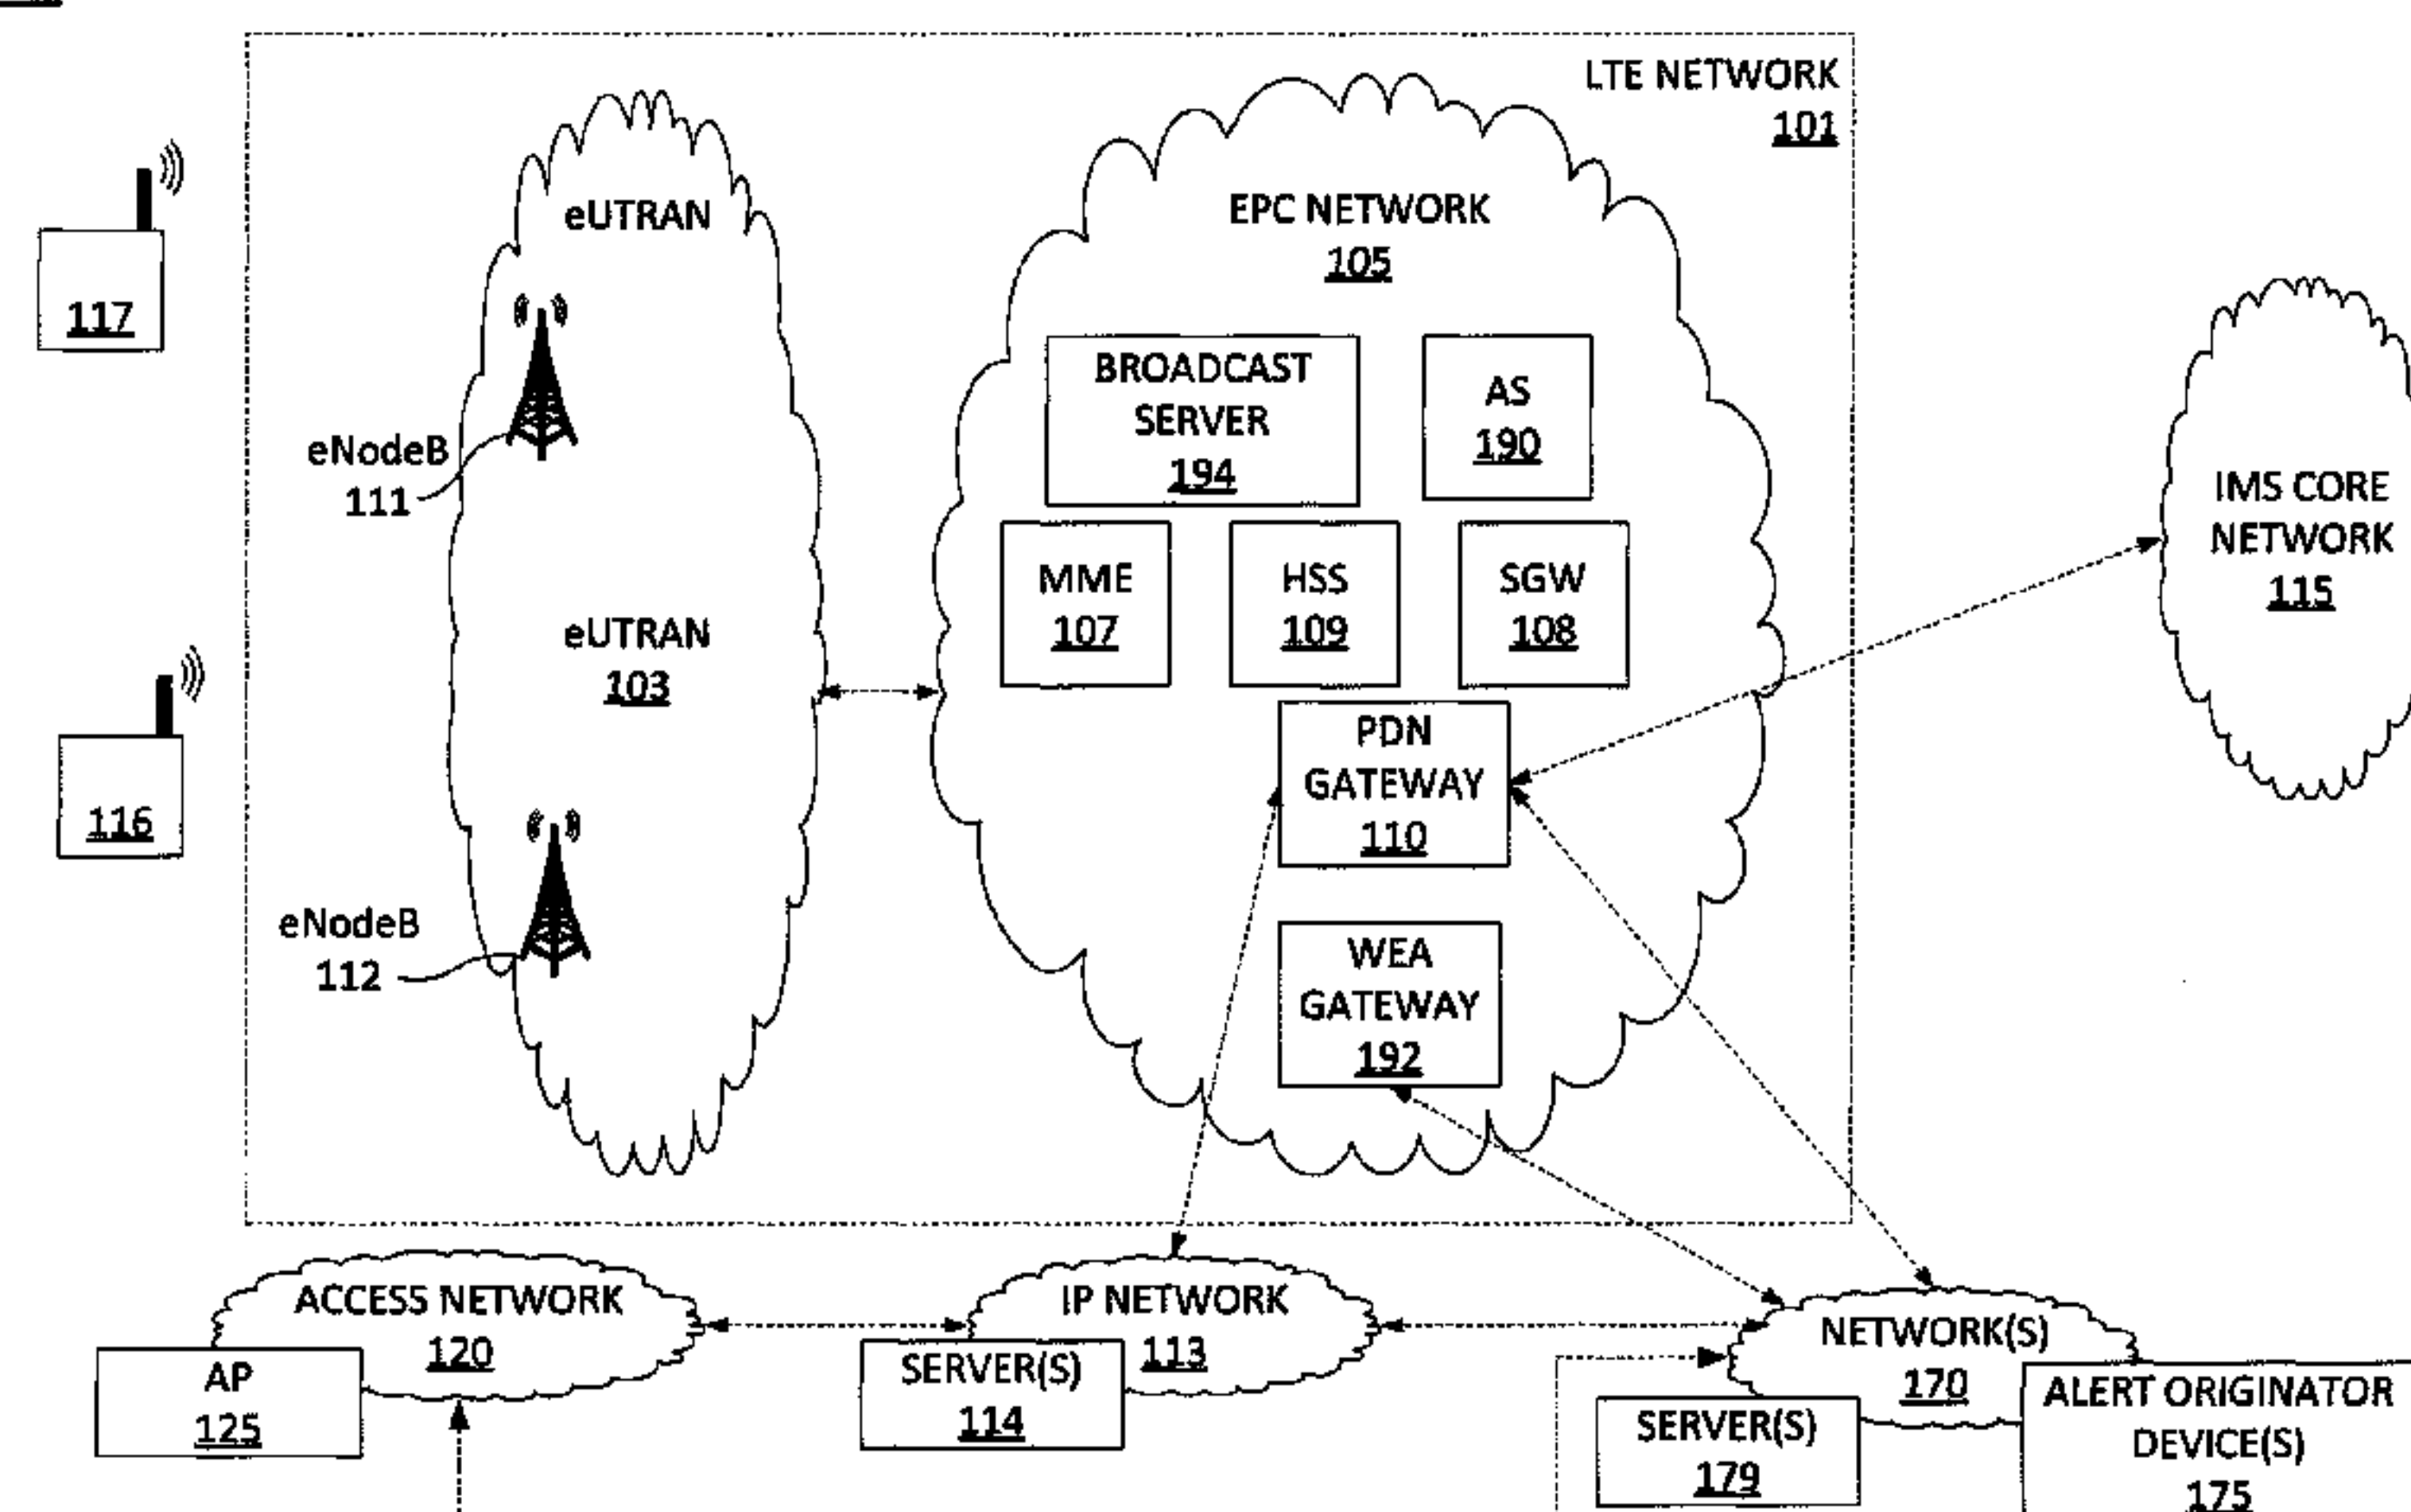 LTE NETWORK
101
eUTRAN
EPC NETWORK
105
117
BROADCAST
SERVER
194
AS
190
eNodeB
111
IMS CORE
NETWORK
115
MME
107
HSS
109
SGW
108
eUTRAN
103
PDN
GATEWAY
110
116
eNodeB
112
WEA
GATEWAY
192
ACCESS NETWORK
120
AP
125
IP NETWORK
113
SERVER(S)
114
NETWORK(S)
170
SERVER(S)
179
ALERT ORIGINATOR
DEVICE(S)
175